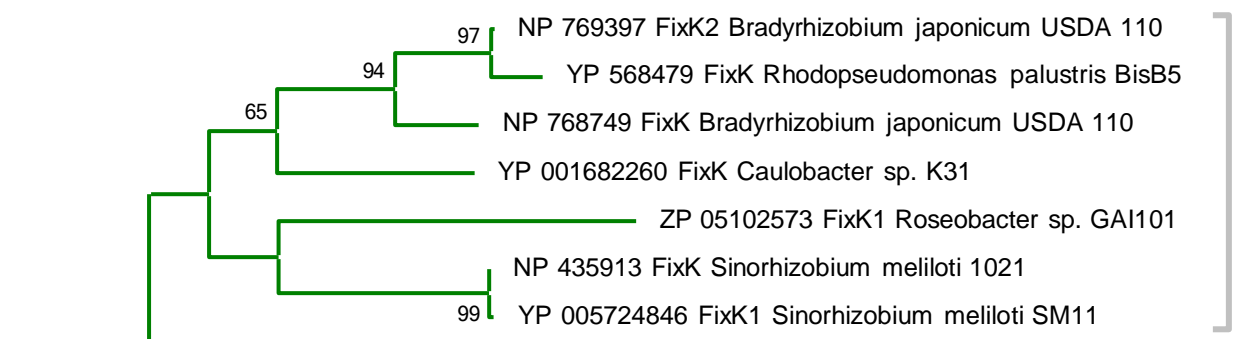 97 NP 769397 FixK2 Bradyrhizobium japonicum USDA 110
94 YP 568479 FixK Rhodopseudomonas palustris BisB5
65 NP 768749 FixK Bradyrhizobium japonicum USDA 110
YP 001682260 FixK Caulobacter sp. K31
ZP 05102573 FixK1 Roseobacter sp. GAI101
NP 435913 FixK Sinorhizobium meliloti 1021
99 YP 005724846 FixK1 Sinorhizobium meliloti SM11